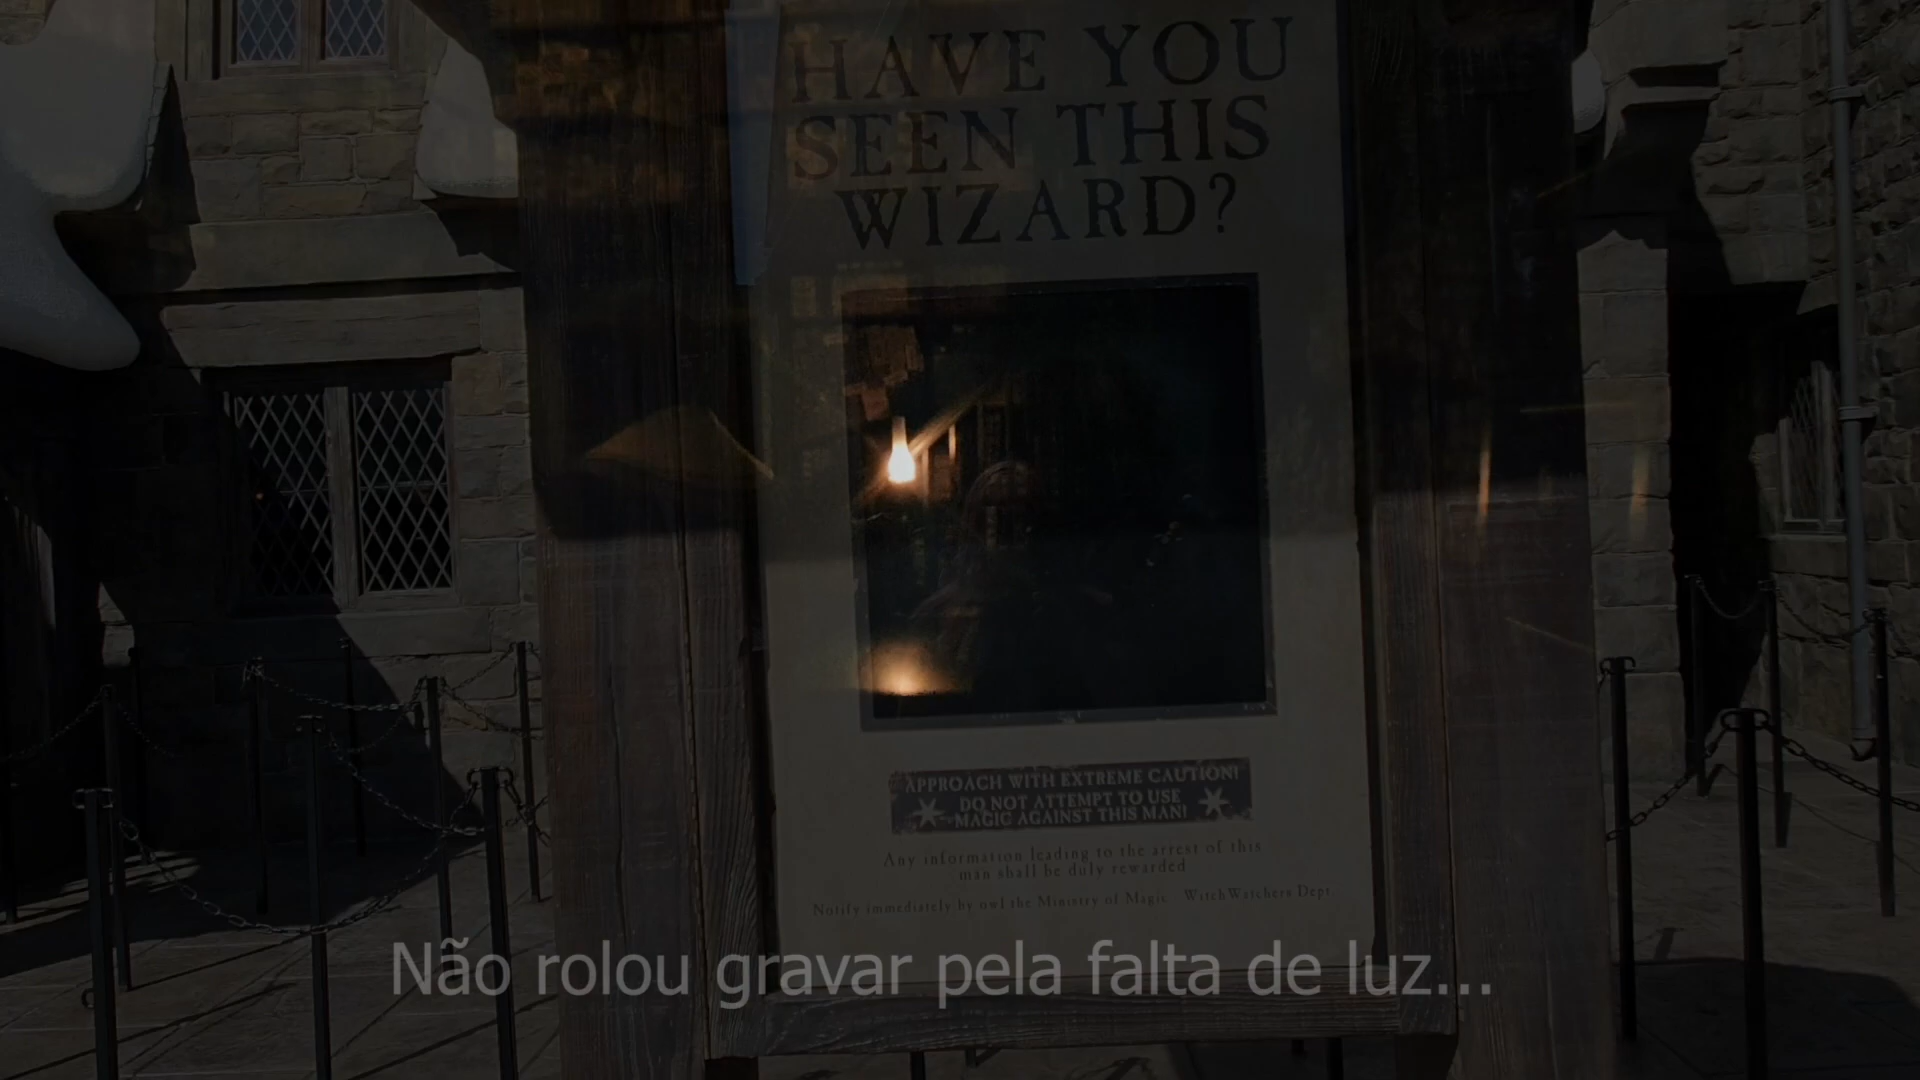 HAVE YOU
SEEN THIS
WIZARD?
APPROACH WITH EXTREME CAUTION!
DO NOT ATTEMPT TO USE
MAGIC AGAINST THIS MAN!
Any information leading to the arrest of this
man shall be duly rewarded
Notify immediately by owl the Ministry of Magic WitchWatchers Dept.
Não rolou gravar pela falta de luz...